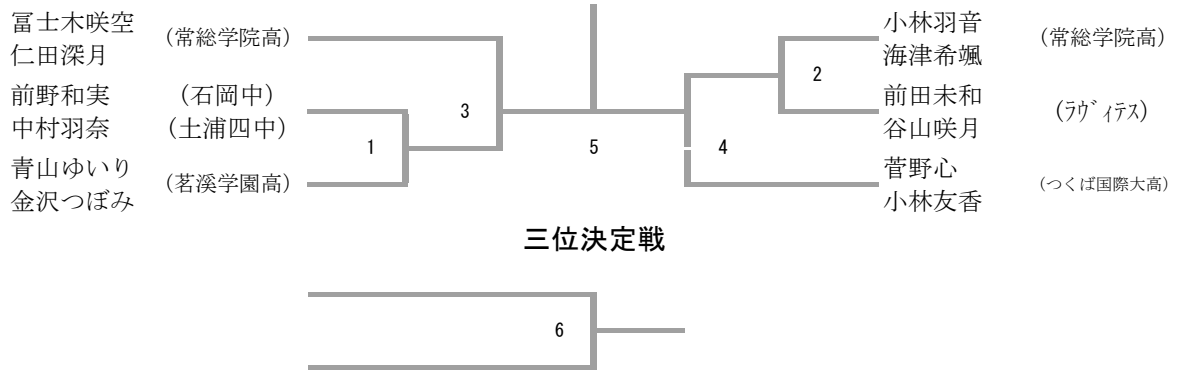 冨士木咲空
仁田深月
(常総学院高)
前野和実
(石岡中)
中村羽奈
(土浦四中)
青山ゆいり
金沢つぼみ
(茗溪学園高)
1
3
5
4
2
小林羽音
海津希颯
(常総学院高)
前田未和
谷山咲月
(ﾗヴィﾃｽ)
菅野心
小林友香
(つくば国際大高)
三位決定戦
6